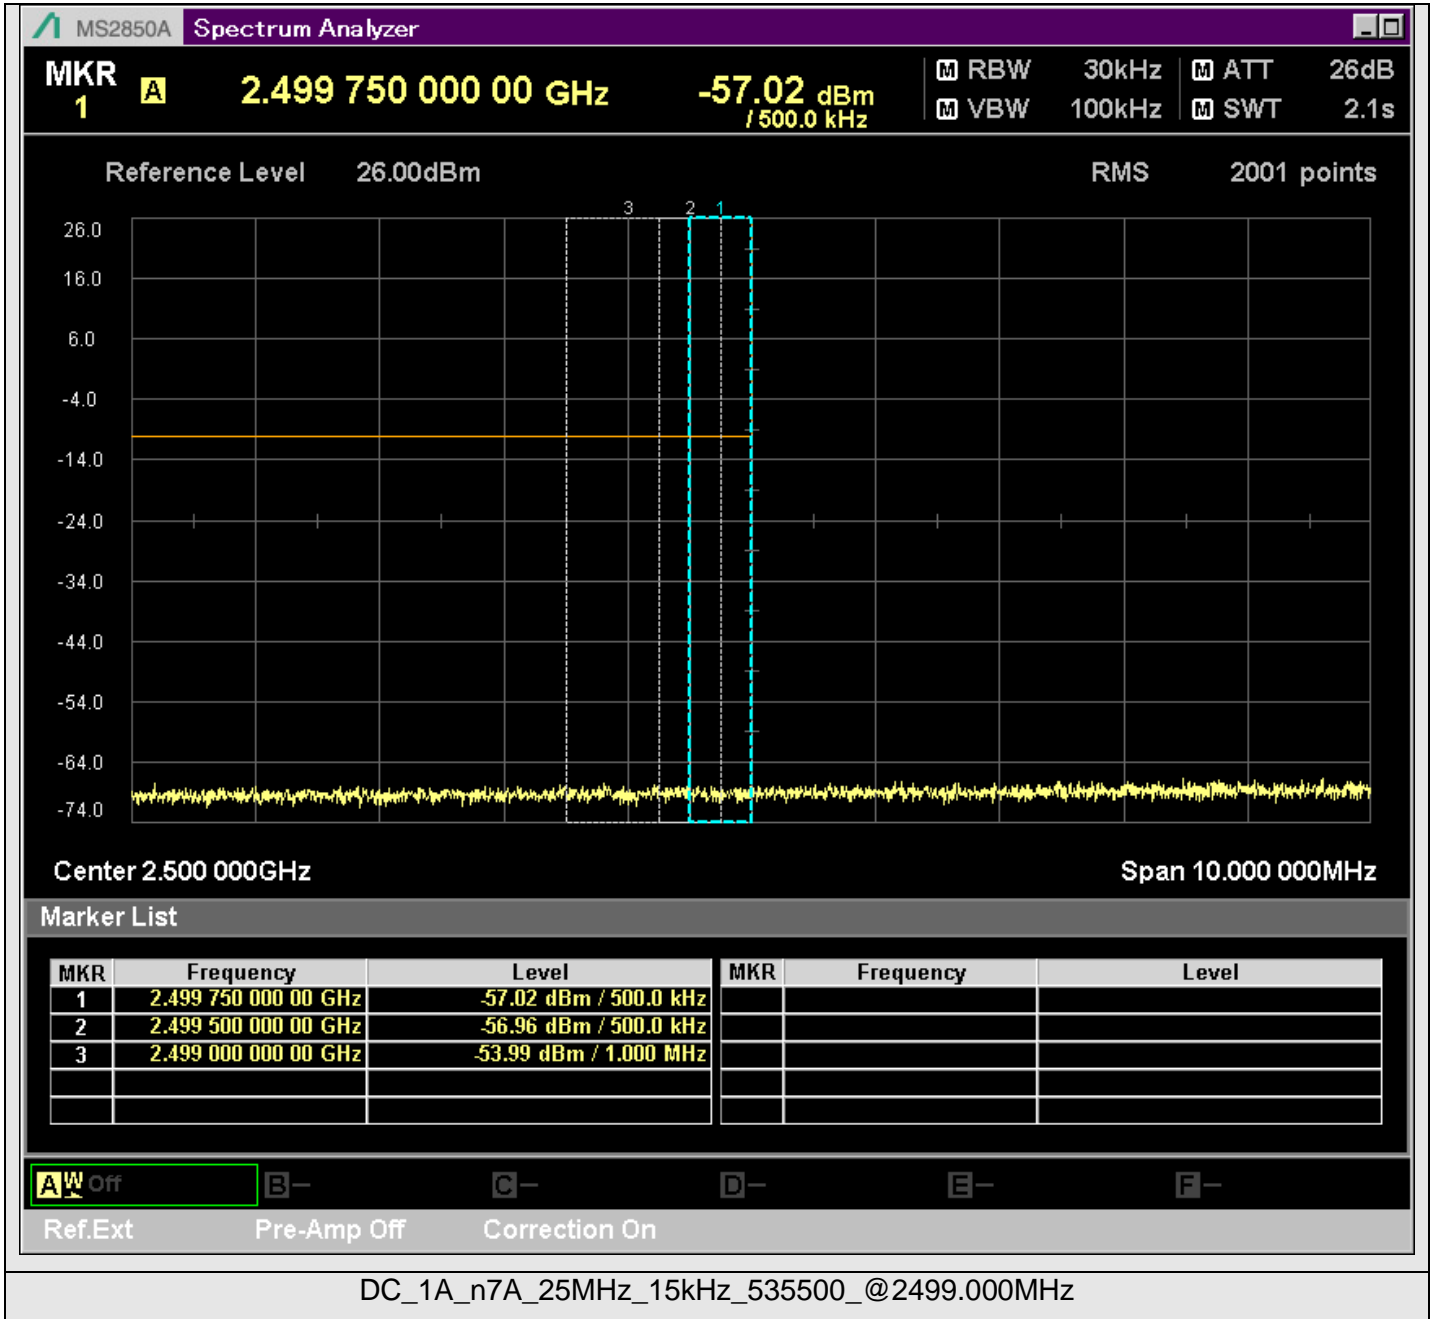 MS2850A Spectrum Analyzer
MKR 1 A 2.499 750 000 00 GHz -57.02 dBm / 500.0 kHz
M RBW 30kHz M ATT 26dB
M VBW 100kHz M SWT 2.1s
Reference Level 26.00dBm RMS 2001 points
3 2 1
26.0
16.0
6.0
-4.0
-14.0
-24.0
-34.0
-44.0
-54.0
-64.0
-74.0
Center 2.500 000GHz Span 10.000 000MHz
Marker List
MKR Frequency Level MKR Frequency Level
1 2.499 750 000 00 GHz -57.02 dBm / 500.0 kHz
2 2.499 500 000 00 GHz -56.96 dBm / 500.0 kHz
3 2.499 000 000 00 GHz -53.99 dBm / 1.000 MHz
A W Off B - C - D - E - F -
Ref.Ext Pre-Amp Off Correction On
DC_1A_n7A_25MHz_15kHz_535500_@2499.000MHz